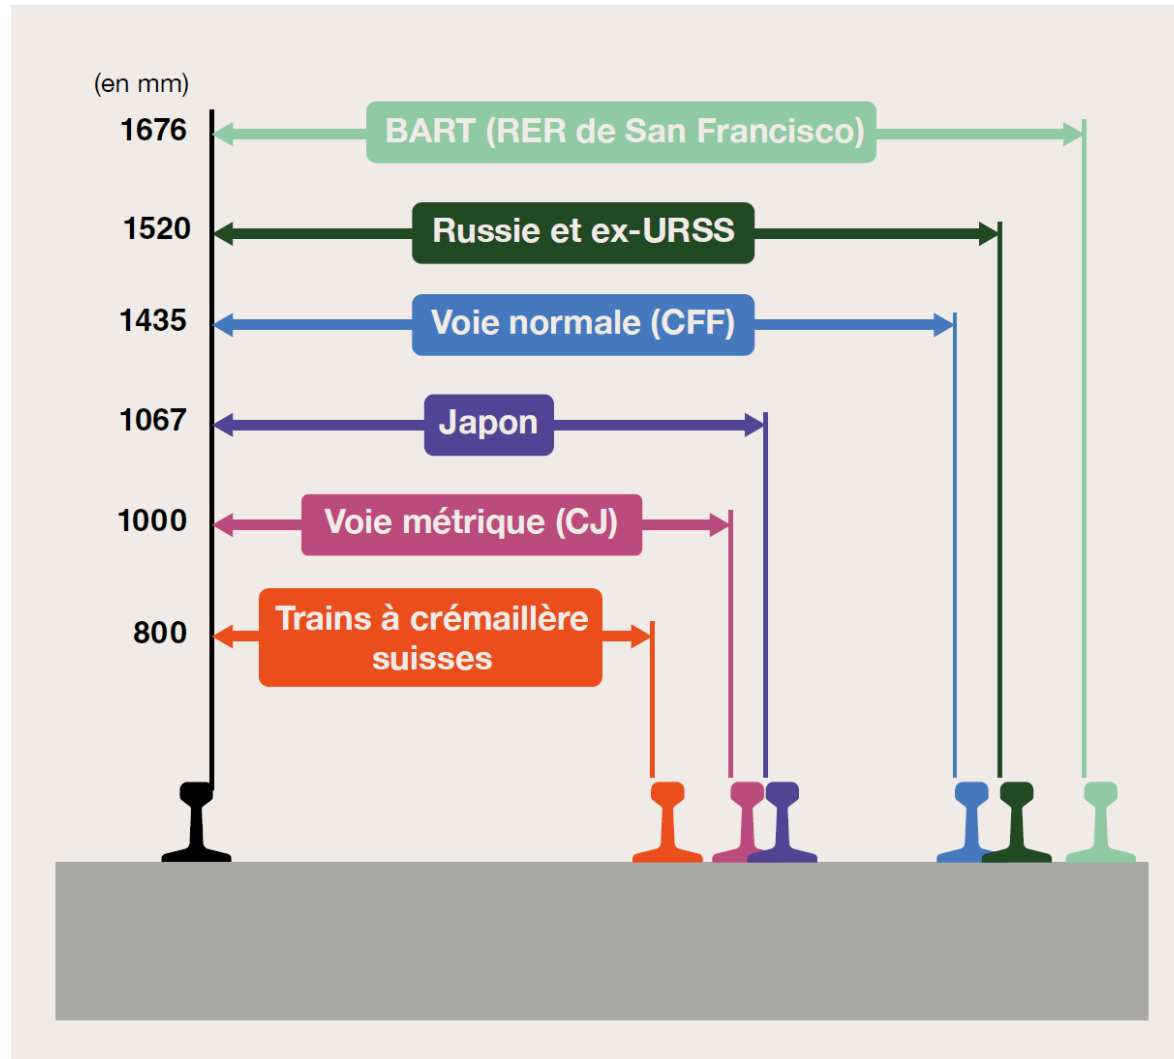 (en mm)
1676
BART (RER de San Francisco)
1520
Russie et ex-URSS
1435
Voie normale (CFF)
1067
Japon
1000
Voie métrique (CJ)
800
Trains à crémaillère
suisses